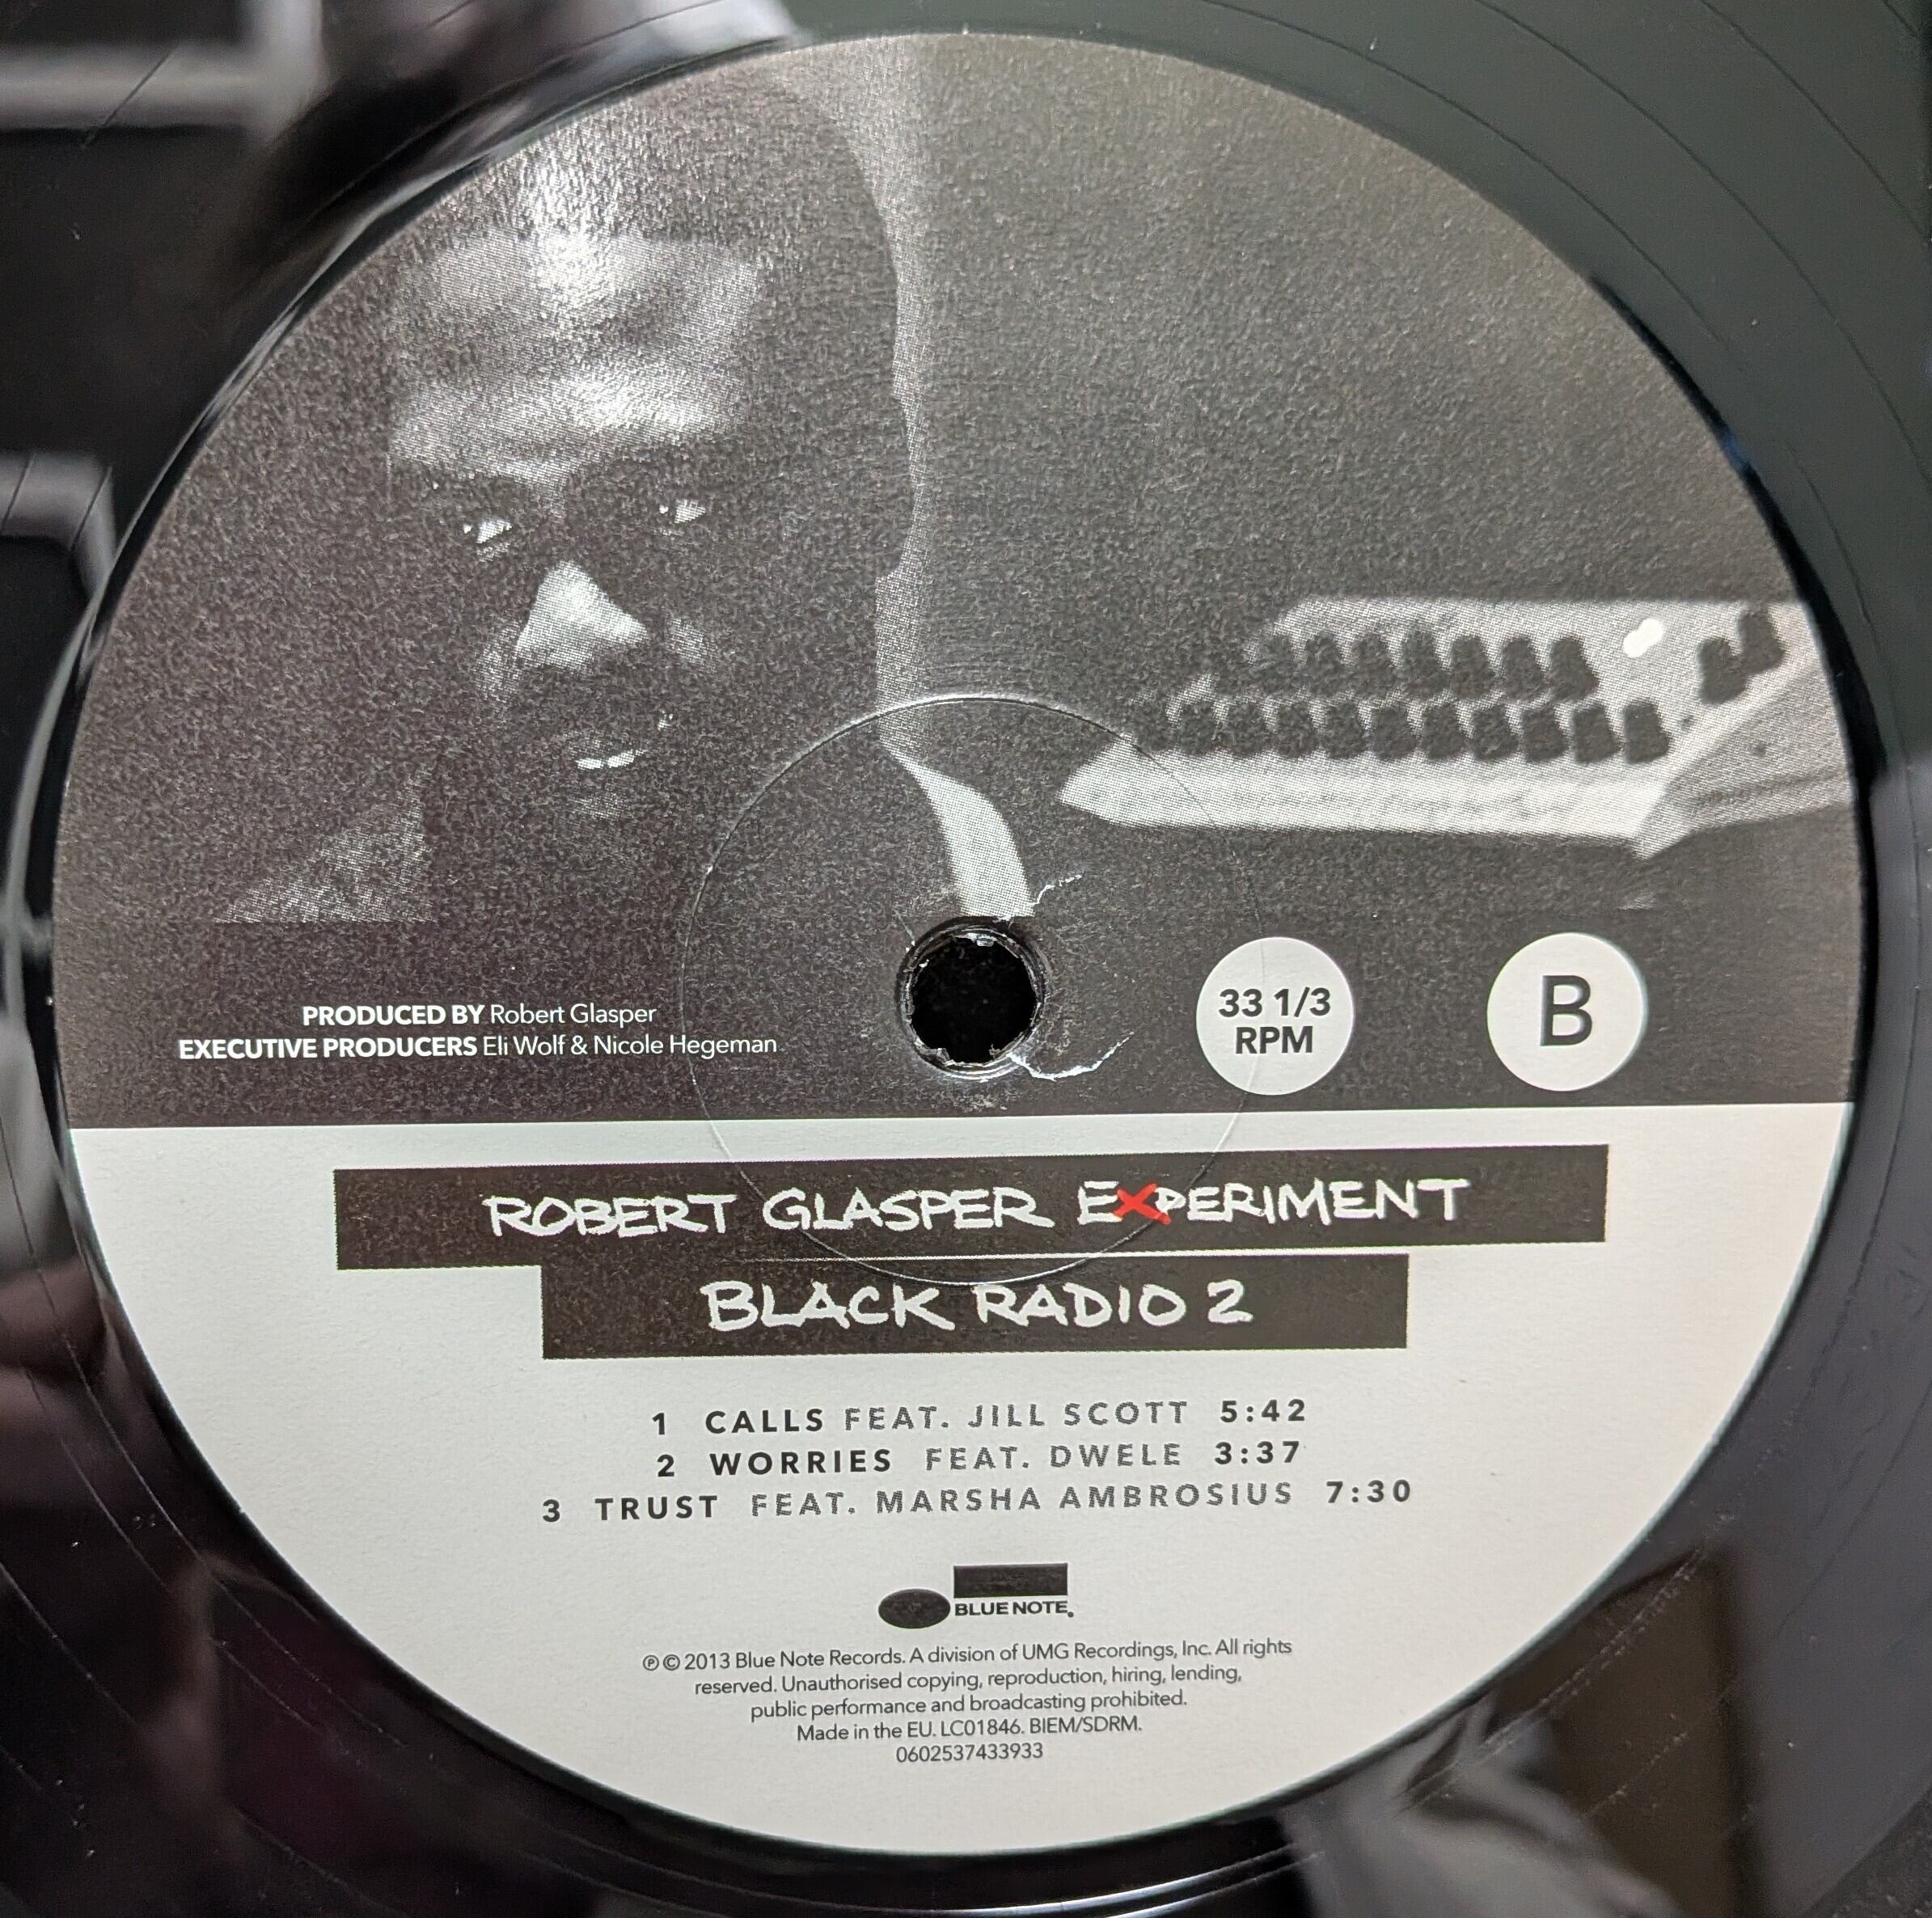 PRODUCED BY Robert Glasper
EXECUTIVE PRODUCERS Eli Wolf & Nicole Hegeman
33 1/3
RPM
B
ROBERT GLASPER EXPERIMENT
BLACK RADIO 2
1 CALLS FEAT. JILL SCOTT 5:42
2 WORRIES FEAT. DWELE 3:37
3 TRUST FEAT. MARSHA AMBROSIUS 7:30
BLUE NOTE®
℗ © 2013 Blue Note Records. A division of UMG Recordings, Inc. All rights
reserved. Unauthorised copying, reproduction, hiring, lending,
public performance and broadcasting prohibited.
Made in the EU. LC01846. BIEM/SDRM.
0602537433933